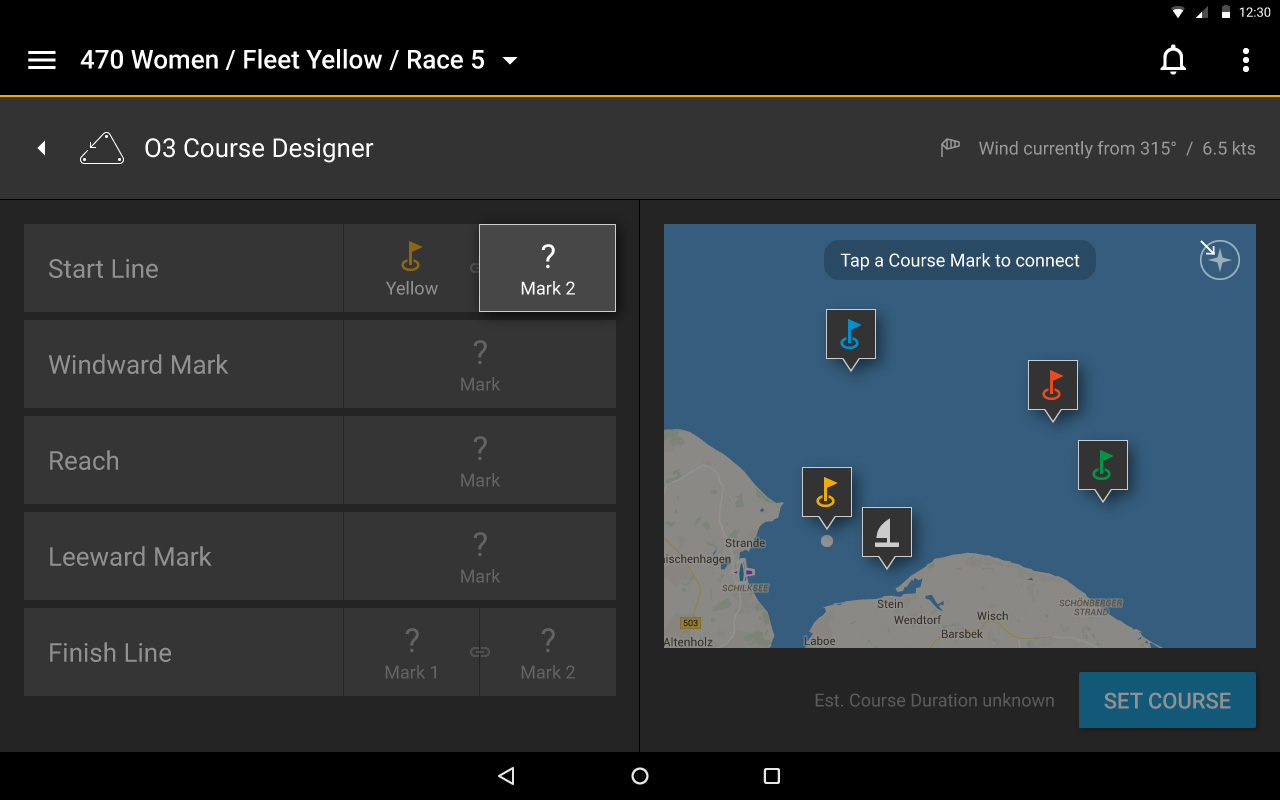 12:30
470 Women / Fleet Yellow / Race 5
O3 Course Designer
Wind currently from 315° / 6.5 kts
Start Line
Yellow
?
Mark 2
Windward Mark
?
Mark
Reach
?
Mark
Leeward Mark
?
Mark
Finish Line
?
Mark 1
?
Mark 2
Tap a Course Mark to connect
Strande
ischenhagen
SCHILKSEE
503
Altenholz
Laboe
Stein
Wendtorf
Barsbek
Wisch
SCHÖNBERGER
STRAND
Est. Course Duration unknown
SET COURSE